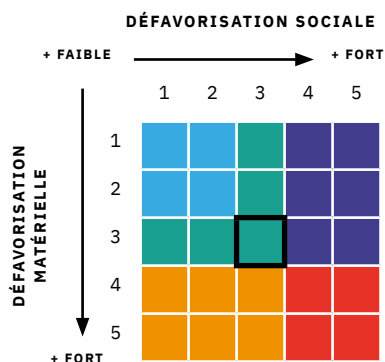 DÉFAVORISATION SOCIALE
+ FAIBLE
+ FORT
1 2 3 4 5
DÉFAVORISATION
MATÉRIELLE
1
2
3
4
5
+ FORT